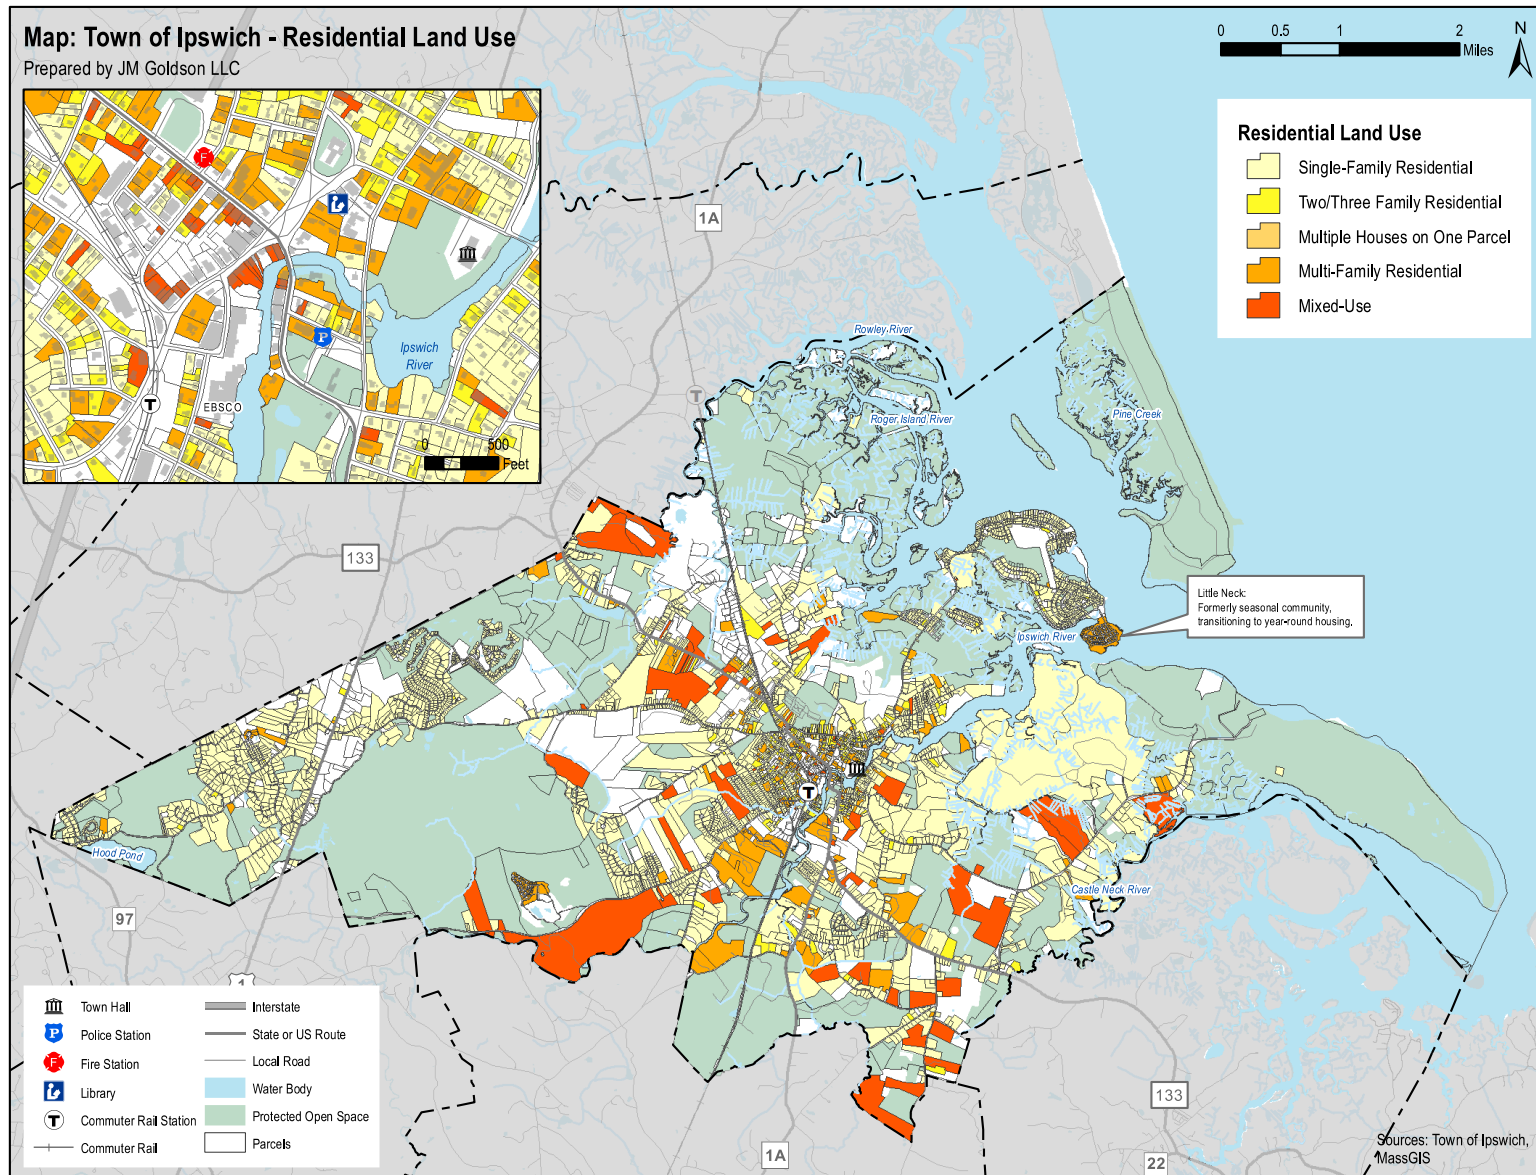 Map: Town of Ipswich - Residential Land Use
Prepared by JM Goldson LLC
0 0.5 1 2
Miles
N
Residential Land Use
Single-Family Residential
Two/Three Family Residential
Multiple Houses on One Parcel
Multi-Family Residential
Mixed-Use
F
P
Ipswich
River
T
EBSCO
0 500
Feet
1A
Rowley River
T
Roger Island River
Pine Creek
133
Little Neck:
Formerly seasonal community,
transitioning to year-round housing.
Ipswich River
T
Hood Pond
Castle Neck River
97
1
Town Hall
P Police Station
F Fire Station
Library
T Commuter Rail Station
Commuter Rail
Interstate
State or US Route
Local Road
Water Body
Protected Open Space
Parcels
133
1A
22
Sources: Town of Ipswich,
MassGIS